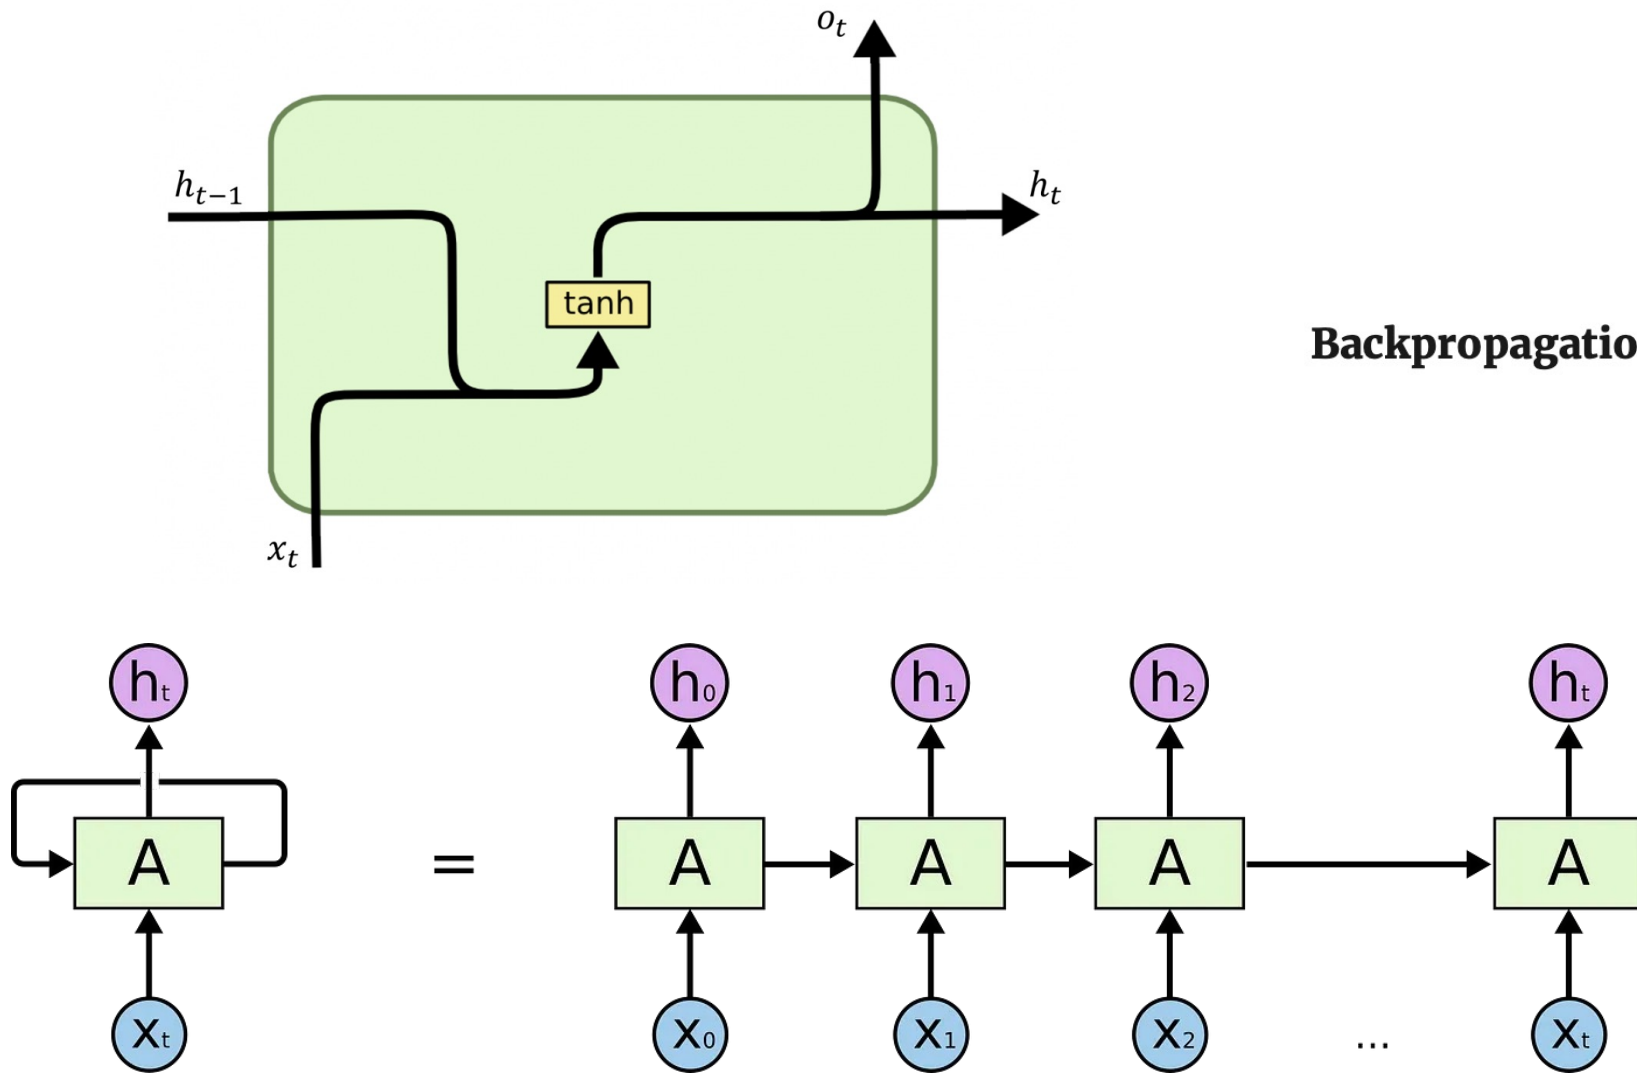 oₜ
hₜ₋₁
hₜ
tanh
Backpropagatio
xₜ
hₜ
h₀
h₁
h₂
hₜ
A
=
A
A
A
A
xₜ
x₀
x₁
x₂
...
xₜ